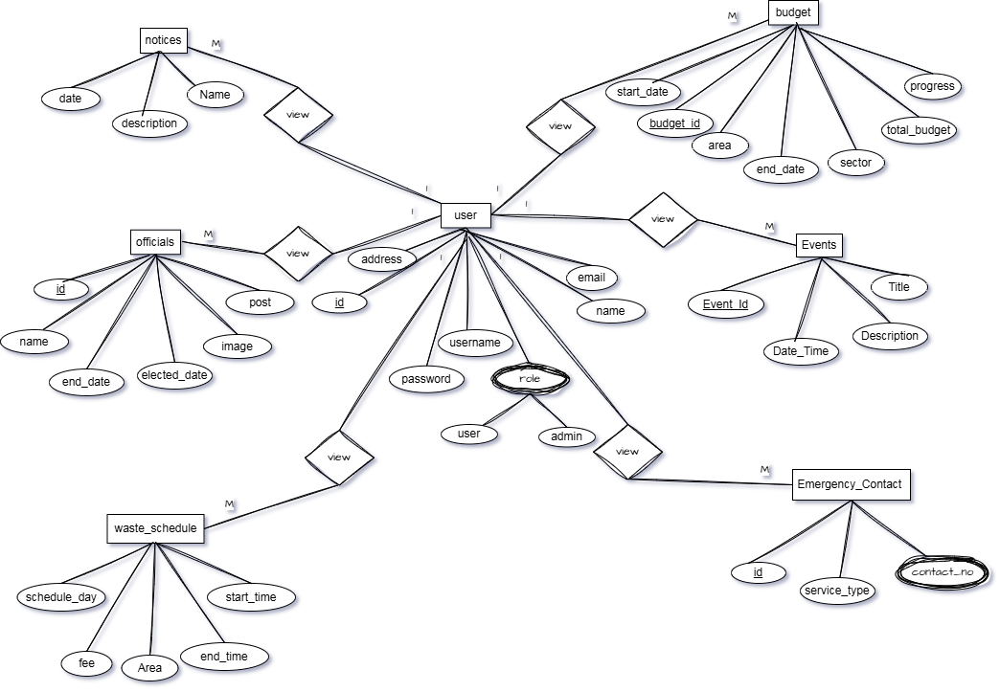 budget
M
notices
M
start_date
progress
date
Name
view
description
budget_id
view
total_budget
area
end_date
sector
1
1
1
1
user
view
M
M
officials
view
address
Events
1
1
id
id
email
post
name
Event_Id
Title
name
image
username
Date_Time
Description
end_date
elected_date
password
role
user
admin
view
view
M
M
Emergency_Contact
waste_schedule
id
contact_no
schedule_day
start_time
service_type
fee
Area
end_time